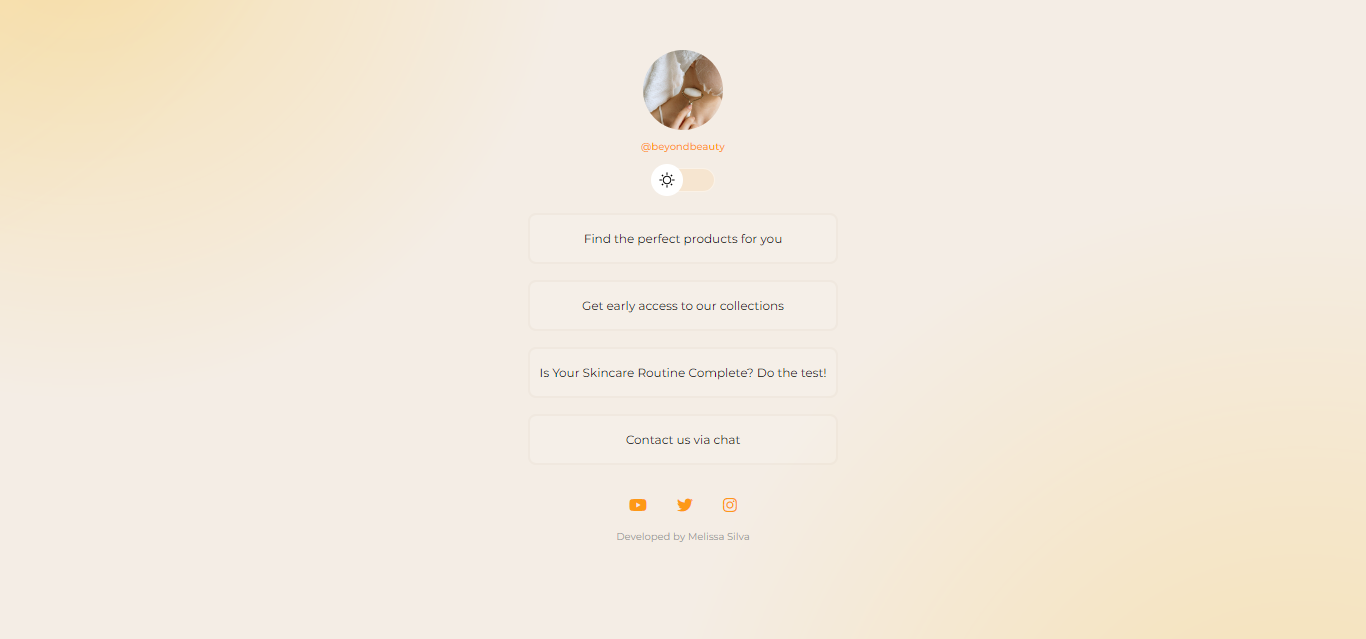 @beyondbeauty
Find the perfect products for you
Get early access to our collections
Is Your Skincare Routine Complete? Do the test!
Contact us via chat
Developed by Melissa Silva